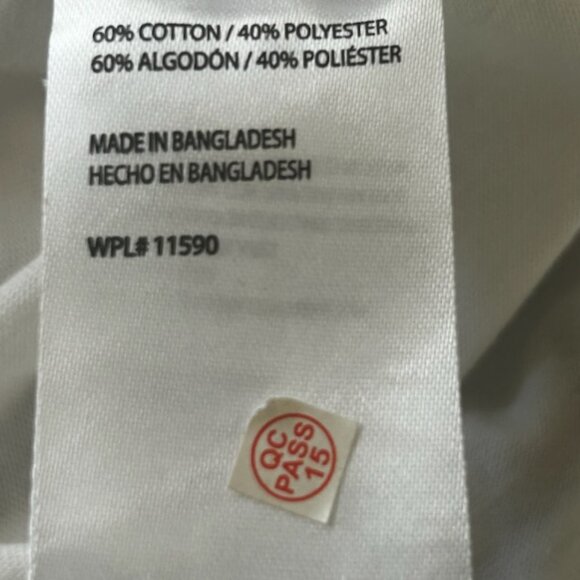 60% COTTON / 40% POLYESTER
60% ALGODÓN / 40% POLIÉSTER
MADE IN BANGLADESH
HECHO EN BANGLADESH
WPL# 11590
QC
PASS
15